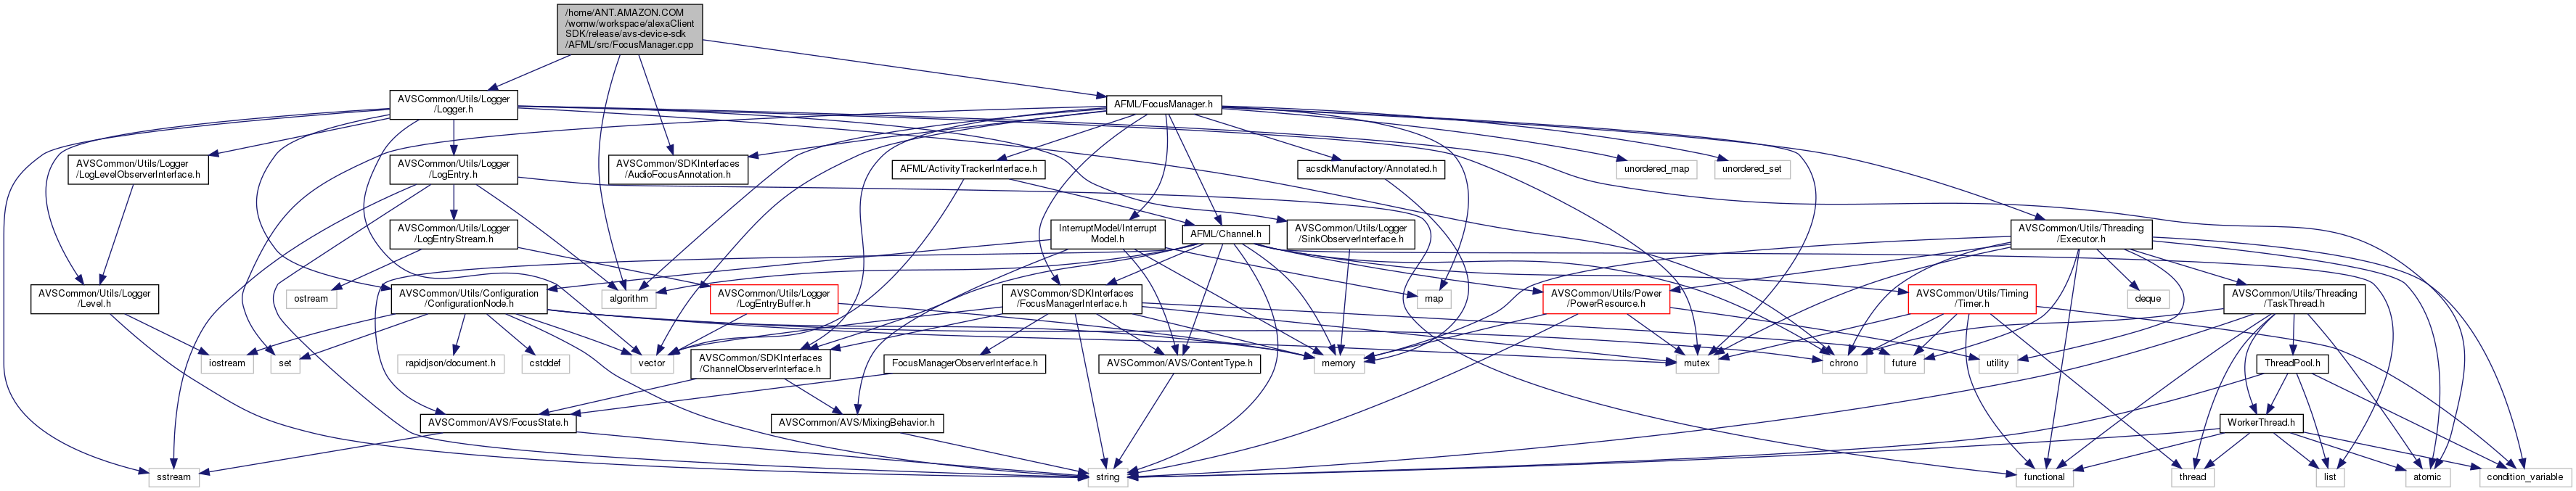 /home/ANT.AMAZON.COM
/womw/workspace/alexaClient
SDK/release/avs-device-sdk
/AFML/src/FocusManager.cpp
AVSCommon/Utils/Logger
/Logger.h
AFML/FocusManager.h
AVSCommon/Utils/Logger
/LogLevelObserverInterface.h
AVSCommon/Utils/Logger
/LogEntry.h
AVSCommon/SDKInterfaces
/AudioFocusAnnotation.h
AFML/ActivityTrackerInterface.h
acsdkManufactory/Annotated.h
unordered_map
unordered_set
AVSCommon/Utils/Logger
/LogEntryStream.h
InterruptModel/Interrupt
Model.h
AFML/Channel.h
AVSCommon/Utils/Logger
/SinkObserverInterface.h
AVSCommon/Utils/Threading
/Executor.h
AVSCommon/Utils/Logger
/Level.h
ostream
AVSCommon/Utils/Configuration
/ConfigurationNode.h
algorithm
AVSCommon/Utils/Logger
/LogEntryBuffer.h
AVSCommon/SDKInterfaces
/FocusManagerInterface.h
map
AVSCommon/Utils/Power
/PowerResource.h
AVSCommon/Utils/Timing
/Timer.h
deque
AVSCommon/Utils/Threading
/TaskThread.h
iostream
set
rapidjson/document.h
cstddef
vector
AVSCommon/SDKInterfaces
/ChannelObserverInterface.h
FocusManagerObserverInterface.h
AVSCommon/AVS/ContentType.h
memory
mutex
chrono
future
utility
ThreadPool.h
AVSCommon/AVS/FocusState.h
AVSCommon/AVS/MixingBehavior.h
WorkerThread.h
sstream
string
functional
thread
list
atomic
condition_variable